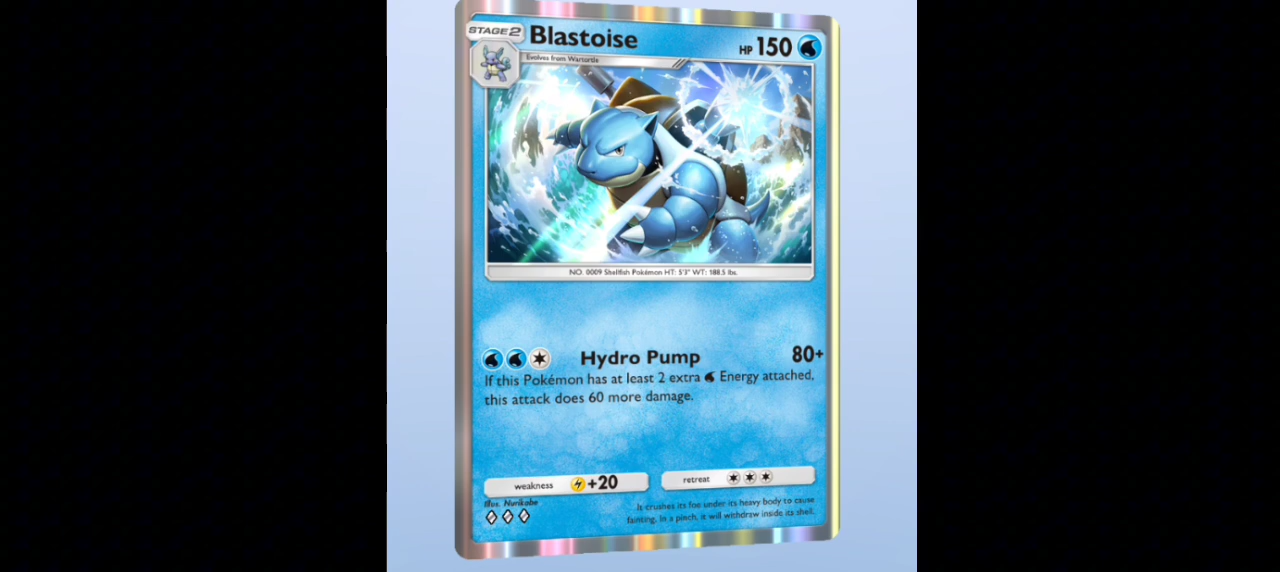 STAGE 2 Blastoise HP 150
Evolves from Wartortle
NO. 0009 Shellfish Pokémon HT: 5'3" WT: 188.5 lbs.
Hydro Pump 80+
If this Pokémon has at least 2 extra Energy attached,
this attack does 60 more damage.
weakness +20 retreat
Illus. Nurikabe
It crushes its foe under its heavy body to cause
fainting. In a pinch, it will withdraw inside its shell.